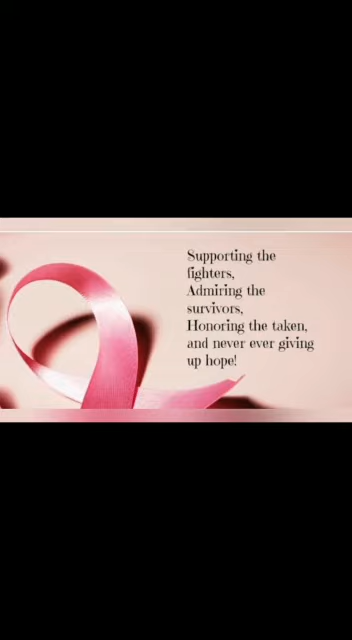 Supporting the
fighters,
Admiring the
survivors,
Honoring the taken,
and never ever giving
up hope!